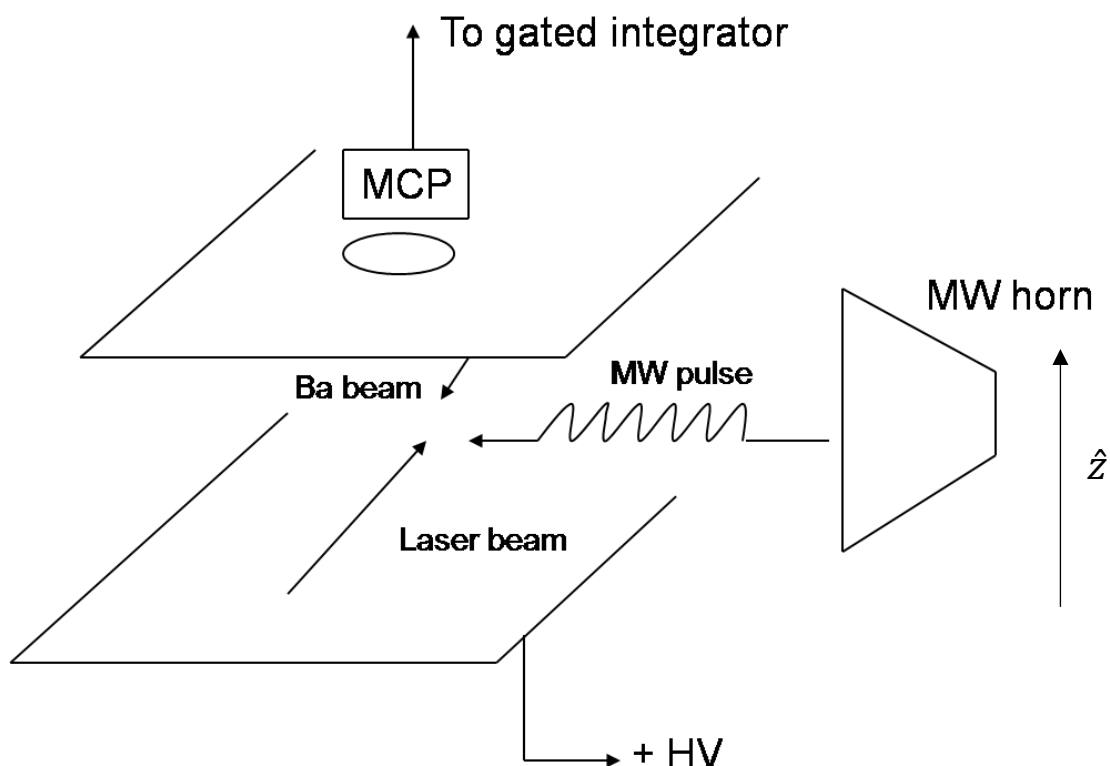 To gated integrator
MCP
MW horn
Ba beam
MW pulse
ẑ
Laser beam
+ HV